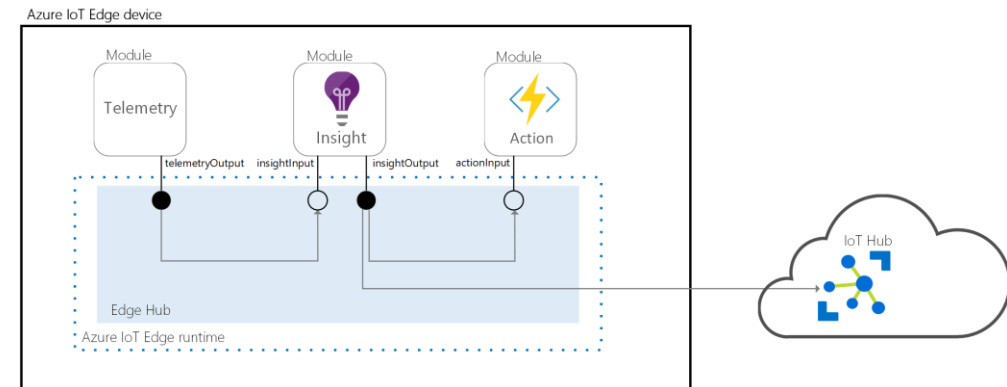 Azure IoT Edge device
Module
Module
Module
Telemetry
Insight
Action
telemetryOutput
insightInput
insightOutput
actionInput
IoT Hub
Edge Hub
Azure IoT Edge runtime